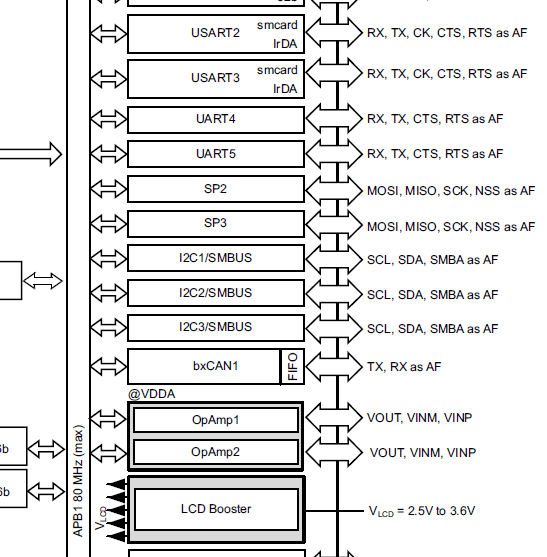 USART2
smcard
IrDA
RX, TX, CK, CTS, RTS as AF
USART3
smcard
IrDA
RX, TX, CK, CTS, RTS as AF
UART4
RX, TX, CTS, RTS as AF
UART5
RX, TX, CTS, RTS as AF
SP2
MOSI, MISO, SCK, NSS as AF
SP3
MOSI, MISO, SCK, NSS as AF
I2C1/SMBUS
SCL, SDA, SMBA as AF
I2C2/SMBUS
SCL, SDA, SMBA as AF
I2C3/SMBUS
SCL, SDA, SMBA as AF
bxCAN1
FIFO
TX, RX as AF
@VDDA
OpAmp1
VOUT, VINM, VINP
OpAmp2
VOUT, VINM, VINP
6b
6b
APB1 80 MHz (max)
VLCD
LCD Booster
VLCD = 2.5V to 3.6V